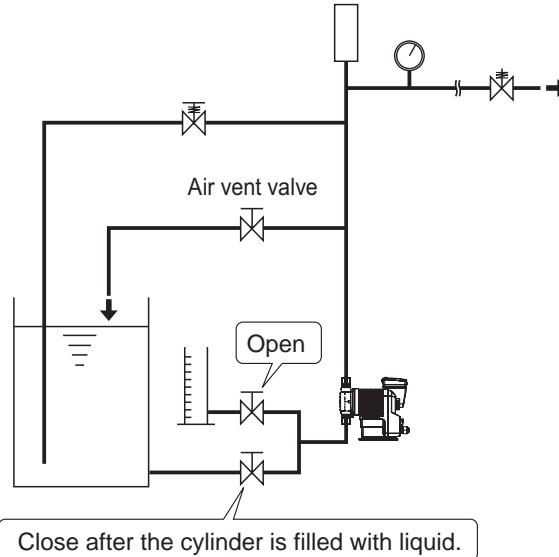 Air vent valve
Open
Close after the cylinder is filled with liquid.